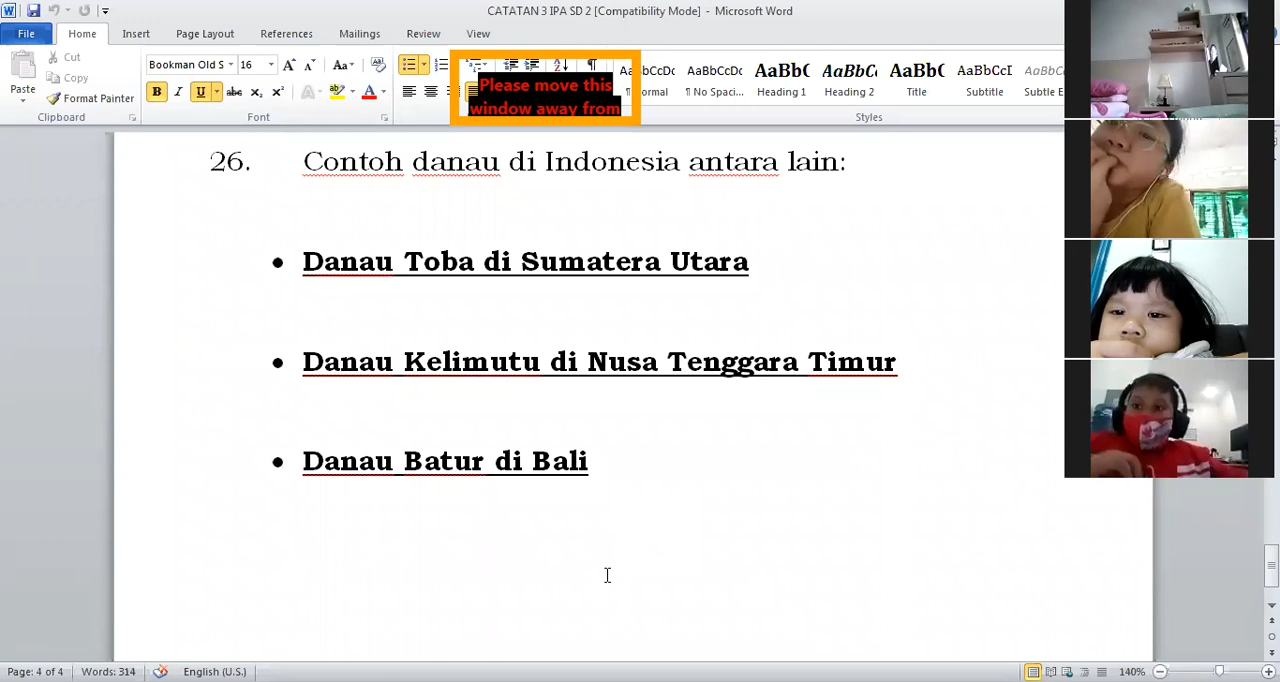 CATATAN 3 IPA SD 2 [Compatibility Mode] - Microsoft Word
File Home Insert Page Layout References Mailings Review View
Paste
Cut
Copy
Format Painter
Clipboard
Bookman Old S 16
Font
Please move this
window away from
AaBbCcDc AaBbCcDc AaBbC AaBbC AaBbC AaBbCcD AaBbCcD
¶ No Spaci... Heading 1 Heading 2 Title Subtitle Subtle E
Styles
26. Contoh danau di Indonesia antara lain:
• Danau Toba di Sumatera Utara
• Danau Kelimutu di Nusa Tenggara Timur
• Danau Batur di Bali
Page: 4 of 4 Words: 314 English (U.S.) 140%